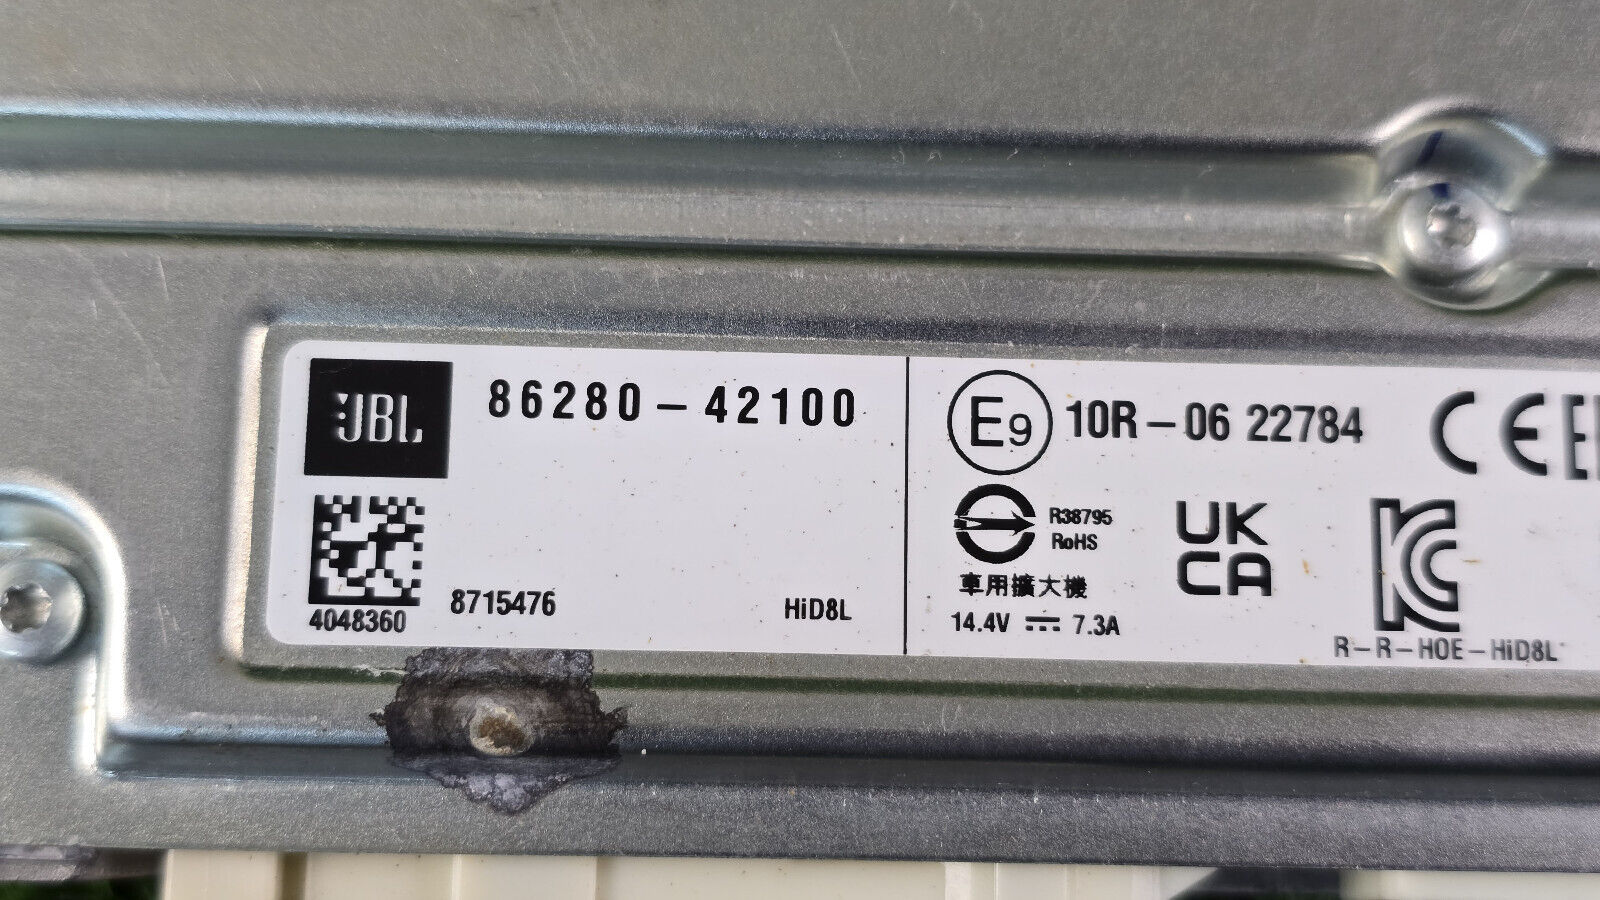 JBL
86280-42100
4048360
8715476
HiD8L
E9
10R-06 22784
CE
R38795
RoHS
車用擴大機
14.4V ⎓ 7.3A
UK
CA
KC
R-R-HOE-HiD8L